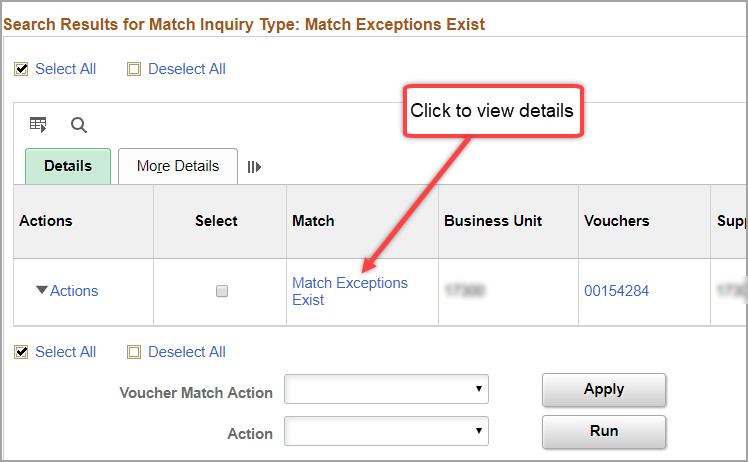 Search Results for Match Inquiry Type: Match Exceptions Exist
Select All Deselect All
Click to view details
Details More Details
Actions Select Match Business Unit Vouchers Supp
Actions Match Exceptions Exist 00154284
Select All Deselect All
Voucher Match Action Apply
Action Run